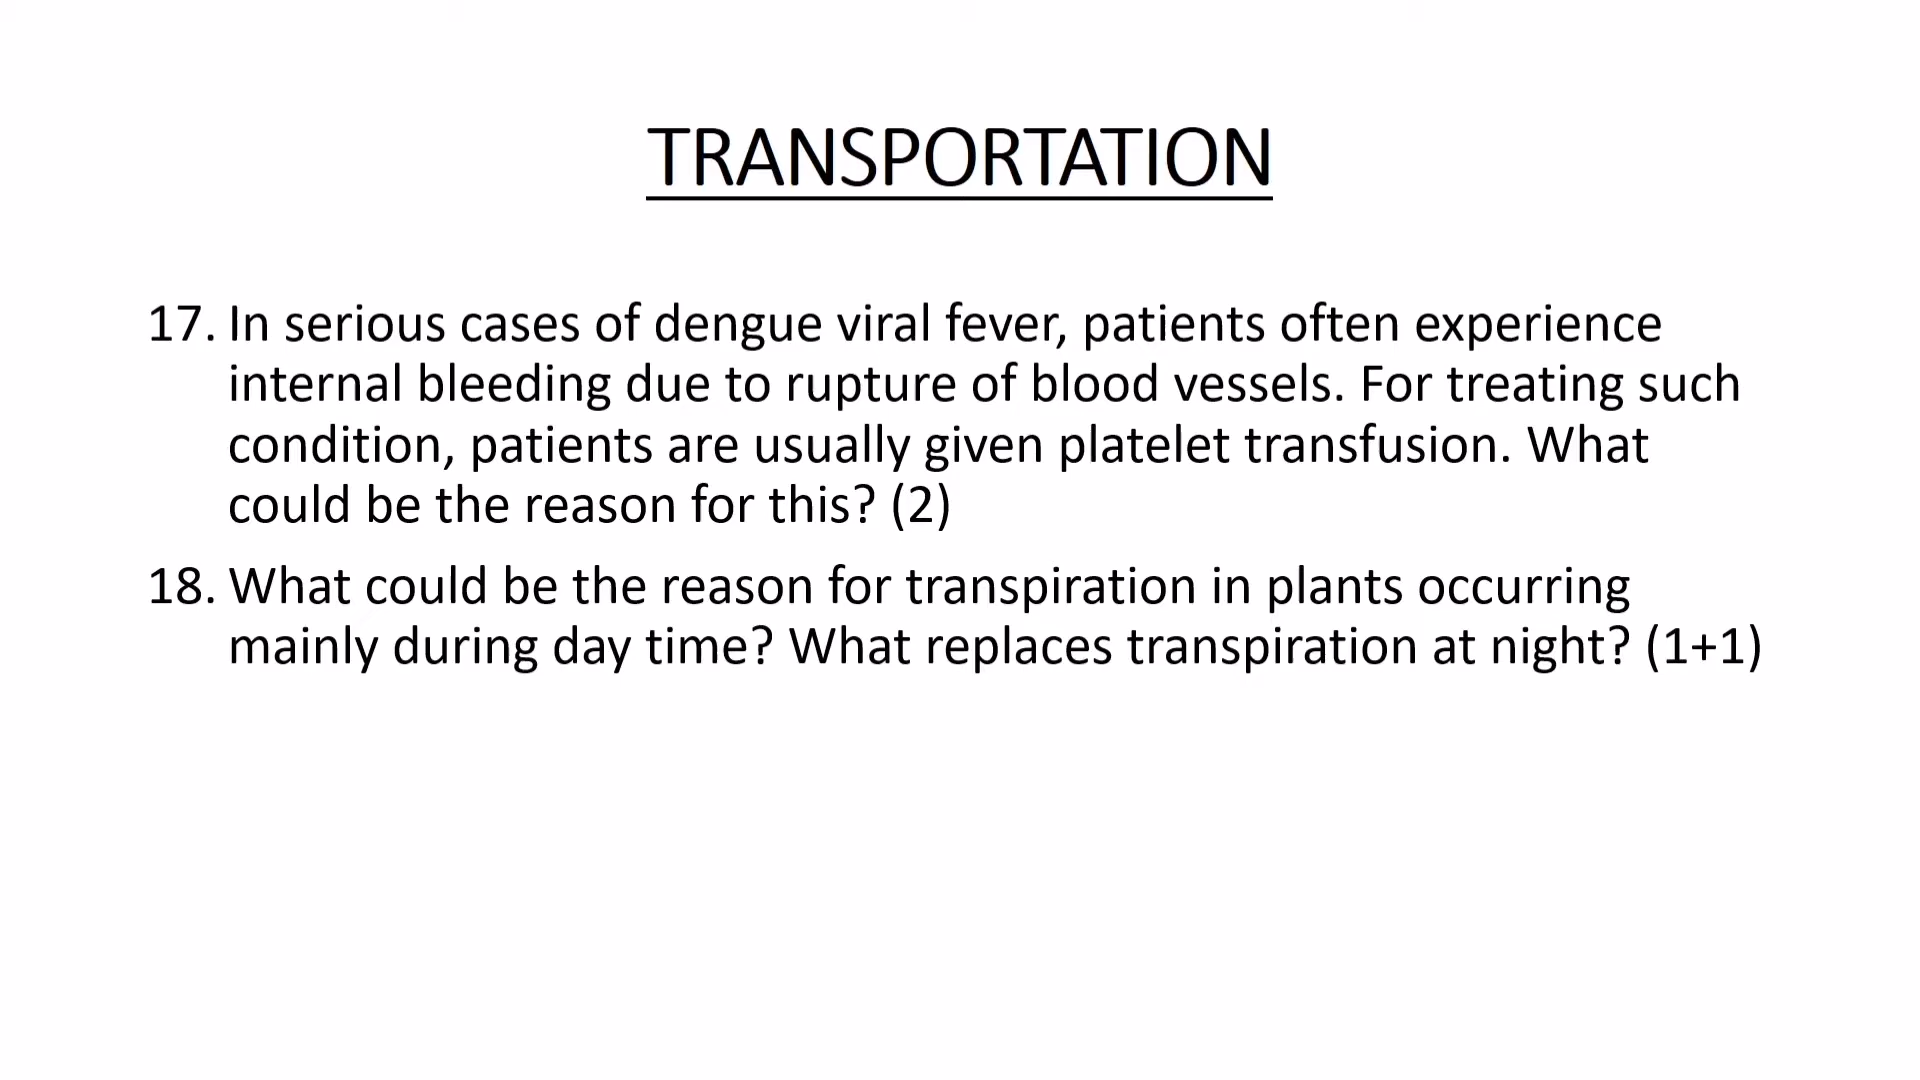 TRANSPORTATION
17. In serious cases of dengue viral fever, patients often experience
internal bleeding due to rupture of blood vessels. For treating such
condition, patients are usually given platelet transfusion. What
could be the reason for this? (2)
18. What could be the reason for transpiration in plants occurring
mainly during day time? What replaces transpiration at night? (1+1)